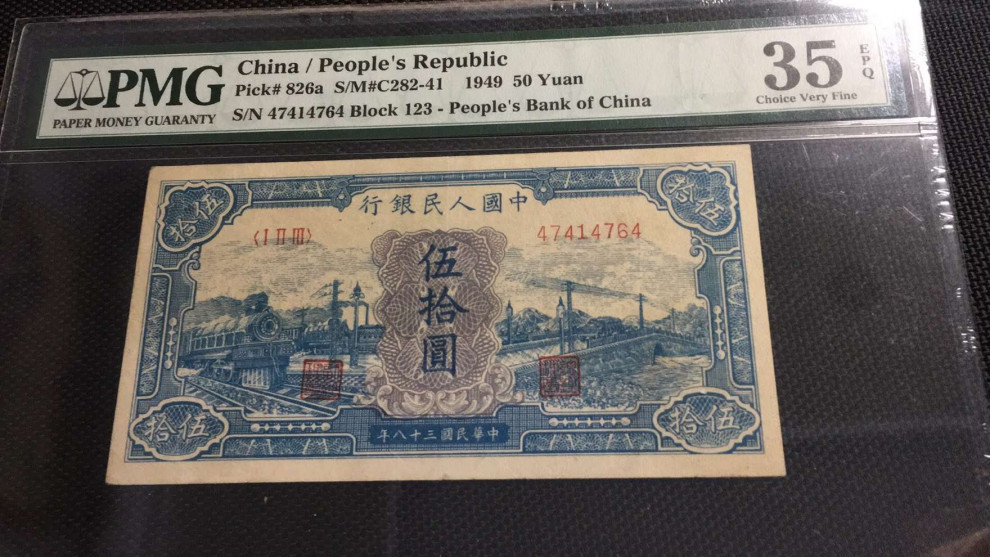 PMG
PAPER MONEY GUARANTY
China / People's Republic
Pick# 826a S/M#C282-41 1949 50 Yuan
S/N 47414764 Block 123 - People's Bank of China
35
EPQ
Choice Very Fine
伍拾
拾伍
行銀民人國中
〈I II III〉
47414764
伍拾圓
伍拾
伍拾
年八十三國民華中